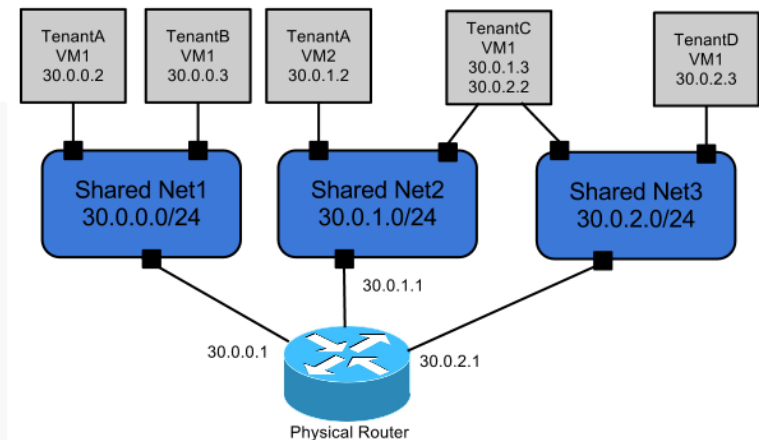 TenantA
VM1
30.0.0.2
TenantB
VM1
30.0.0.3
TenantA
VM2
30.0.1.2
TenantC
VM1
30.0.1.3
30.0.2.2
TenantD
VM1
30.0.2.3
Shared Net1
30.0.0.0/24
Shared Net2
30.0.1.0/24
Shared Net3
30.0.2.0/24
30.0.1.1
30.0.0.1
30.0.2.1
Physical Router